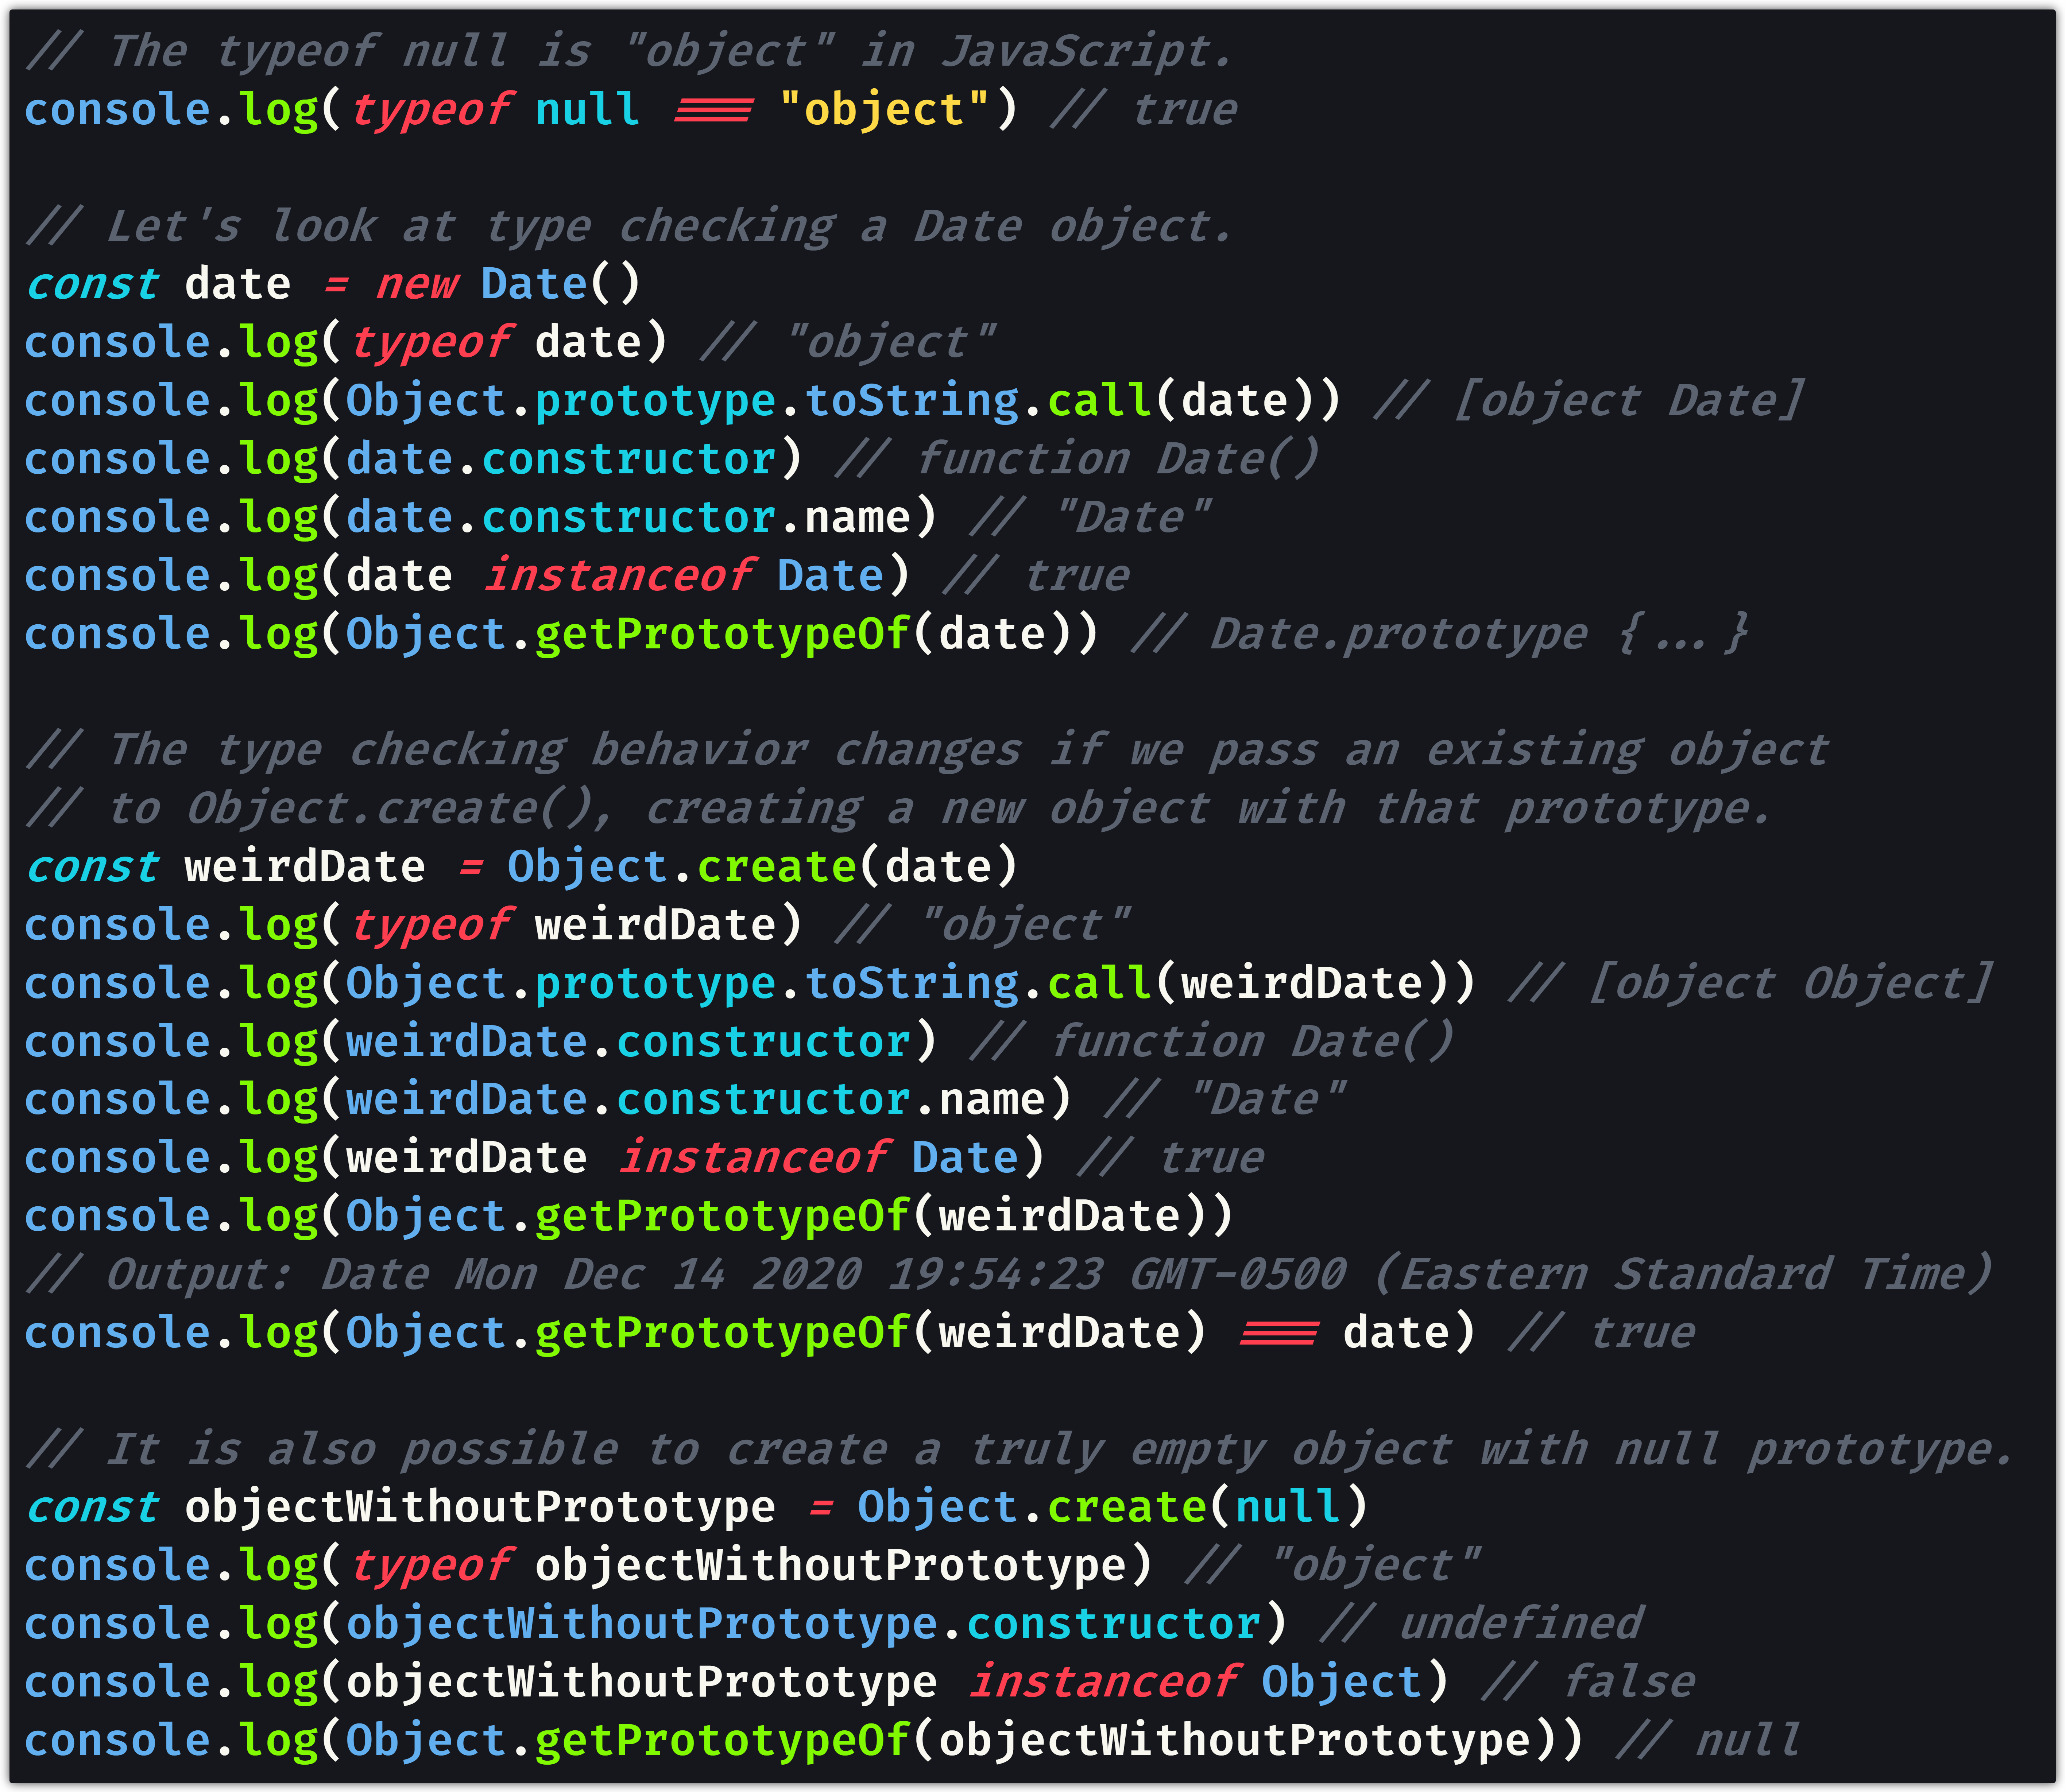 // The typeof null is "object" in JavaScript.
console.log(typeof null === "object") // true
// Let's look at type checking a Date object.
const date = new Date()
console.log(typeof date) // "object"
console.log(Object.prototype.toString.call(date)) // [object Date]
console.log(date.constructor) // function Date()
console.log(date.constructor.name) // "Date"
console.log(date instanceof Date) // true
console.log(Object.getPrototypeOf(date)) // Date.prototype {...}
// The type checking behavior changes if we pass an existing object
// to Object.create(), creating a new object with that prototype.
const weirdDate = Object.create(date)
console.log(typeof weirdDate) // "object"
console.log(Object.prototype.toString.call(weirdDate)) // [object Object]
console.log(weirdDate.constructor) // function Date()
console.log(weirdDate.constructor.name) // "Date"
console.log(weirdDate instanceof Date) // true
console.log(Object.getPrototypeOf(weirdDate))
// Output: Date Mon Dec 14 2020 19:54:23 GMT-0500 (Eastern Standard Time)
console.log(Object.getPrototypeOf(weirdDate) === date) // true
// It is also possible to create a truly empty object with null prototype.
const objectWithoutPrototype = Object.create(null)
console.log(typeof objectWithoutPrototype) // "object"
console.log(objectWithoutPrototype.constructor) // undefined
console.log(objectWithoutPrototype instanceof Object) // false
console.log(Object.getPrototypeOf(objectWithoutPrototype)) // null